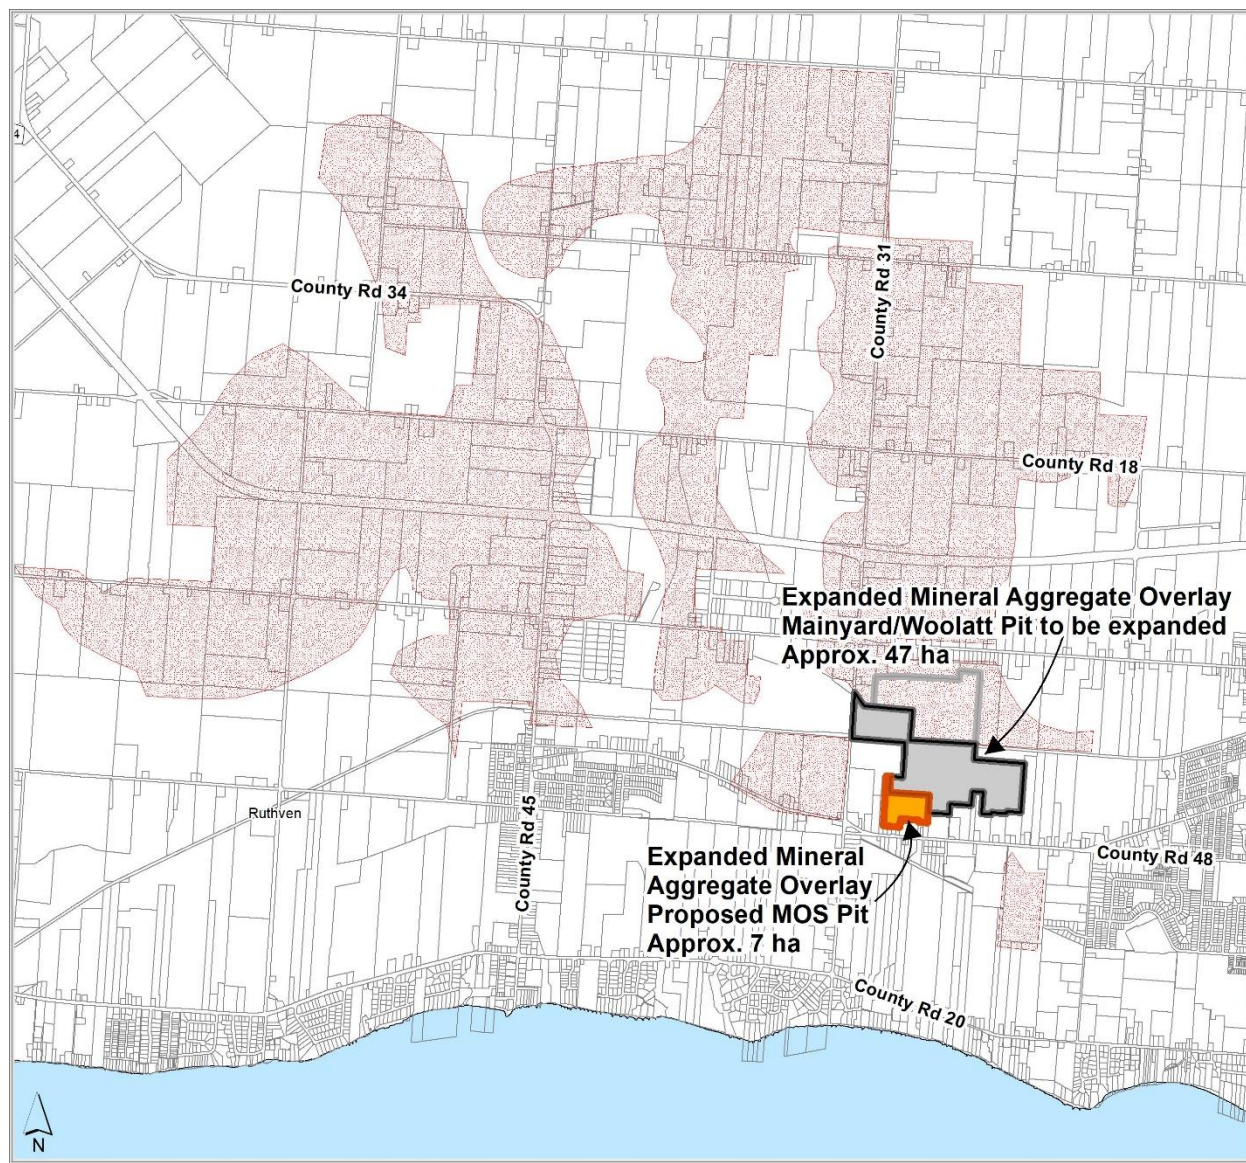 4
County Rd 34
County Rd 31
County Rd 18
Expanded Mineral Aggregate Overlay
Mainyard/Woolatt Pit to be expanded
Approx. 47 ha
Ruthven
County Rd 45
County Rd 48
Expanded Mineral
Aggregate Overlay
Proposed MOS Pit
Approx. 7 ha
County Rd 20
N